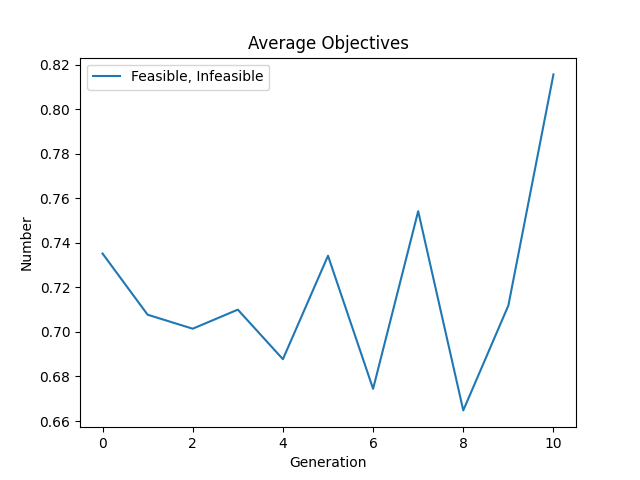 Average Objectives
Feasible, Infeasible
0.82
0.80
0.78
0.76
0.74
0.72
0.70
0.68
0.66
Number
0 2 4 6 8 10
Generation